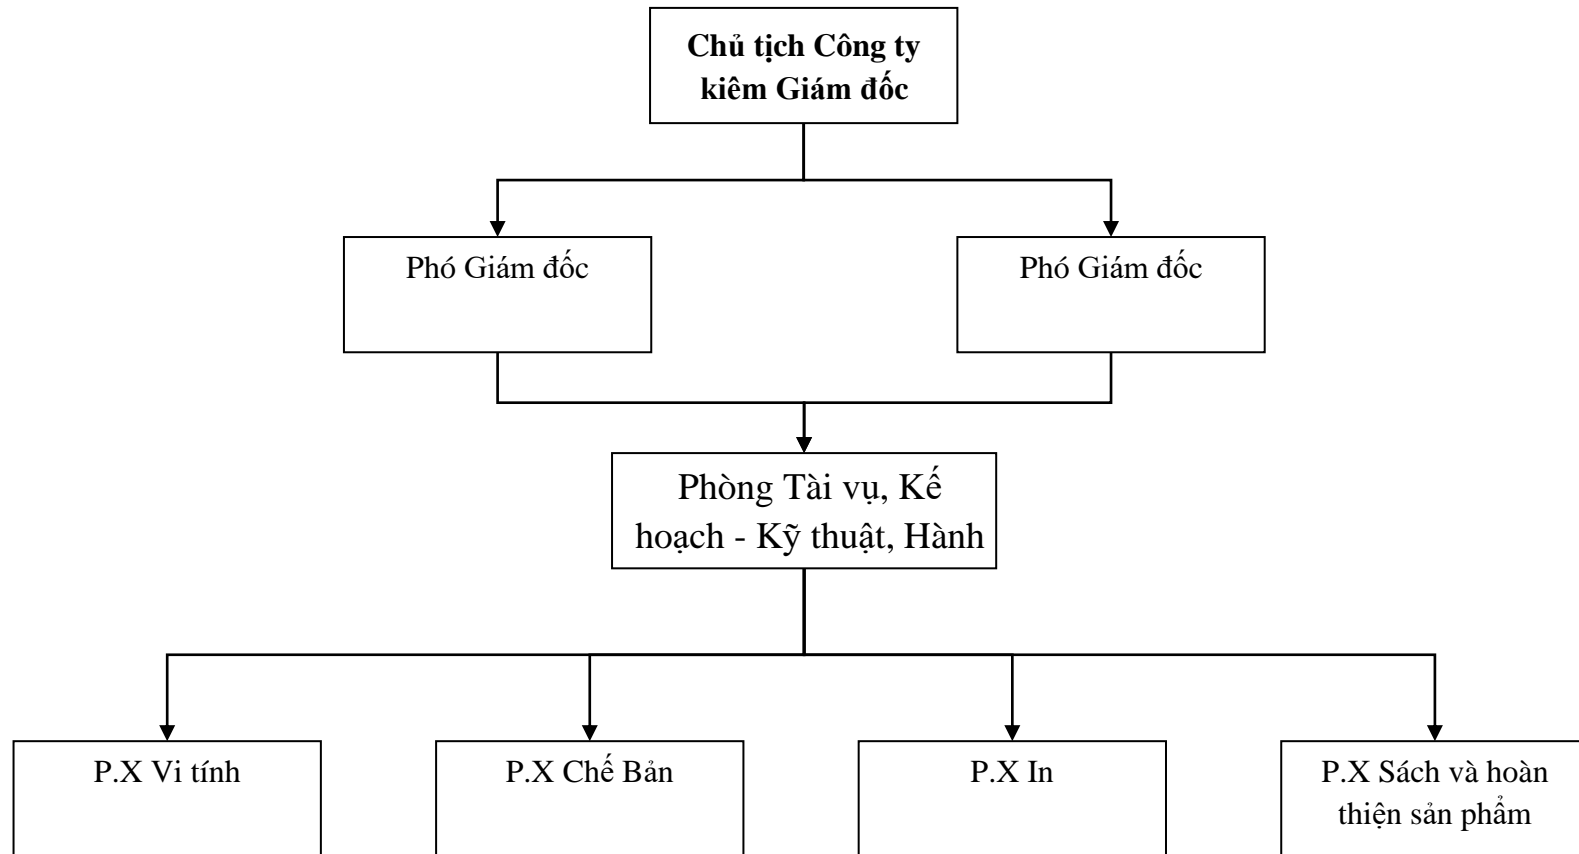 Chủ tịch Công ty
kiêm Giám đốc
Phó Giám đốc
Phó Giám đốc
Phòng Tài vụ, Kế
hoạch - Kỹ thuật, Hành
P.X Vi tính
P.X Chế Bản
P.X In
P.X Sách và hoàn
thiện sản phẩm